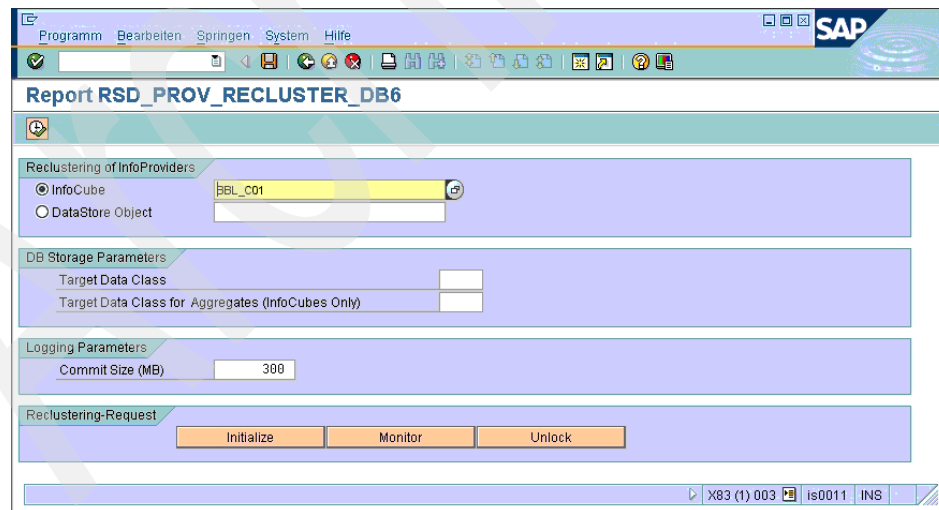 Programm Bearbeiten Springen System Hilfe
SAP
Report RSD_PROV_RECLUSTER_DB6
Reclustering of InfoProviders
InfoCube BBL_C01
DataStore Object
DB Storage Parameters
Target Data Class
Target Data Class for Aggregates (InfoCubes Only)
Logging Parameters
Commit Size (MB) 300
Reclustering-Request
Initialize Monitor Unlock
X83 (1) 003 is0011 INS